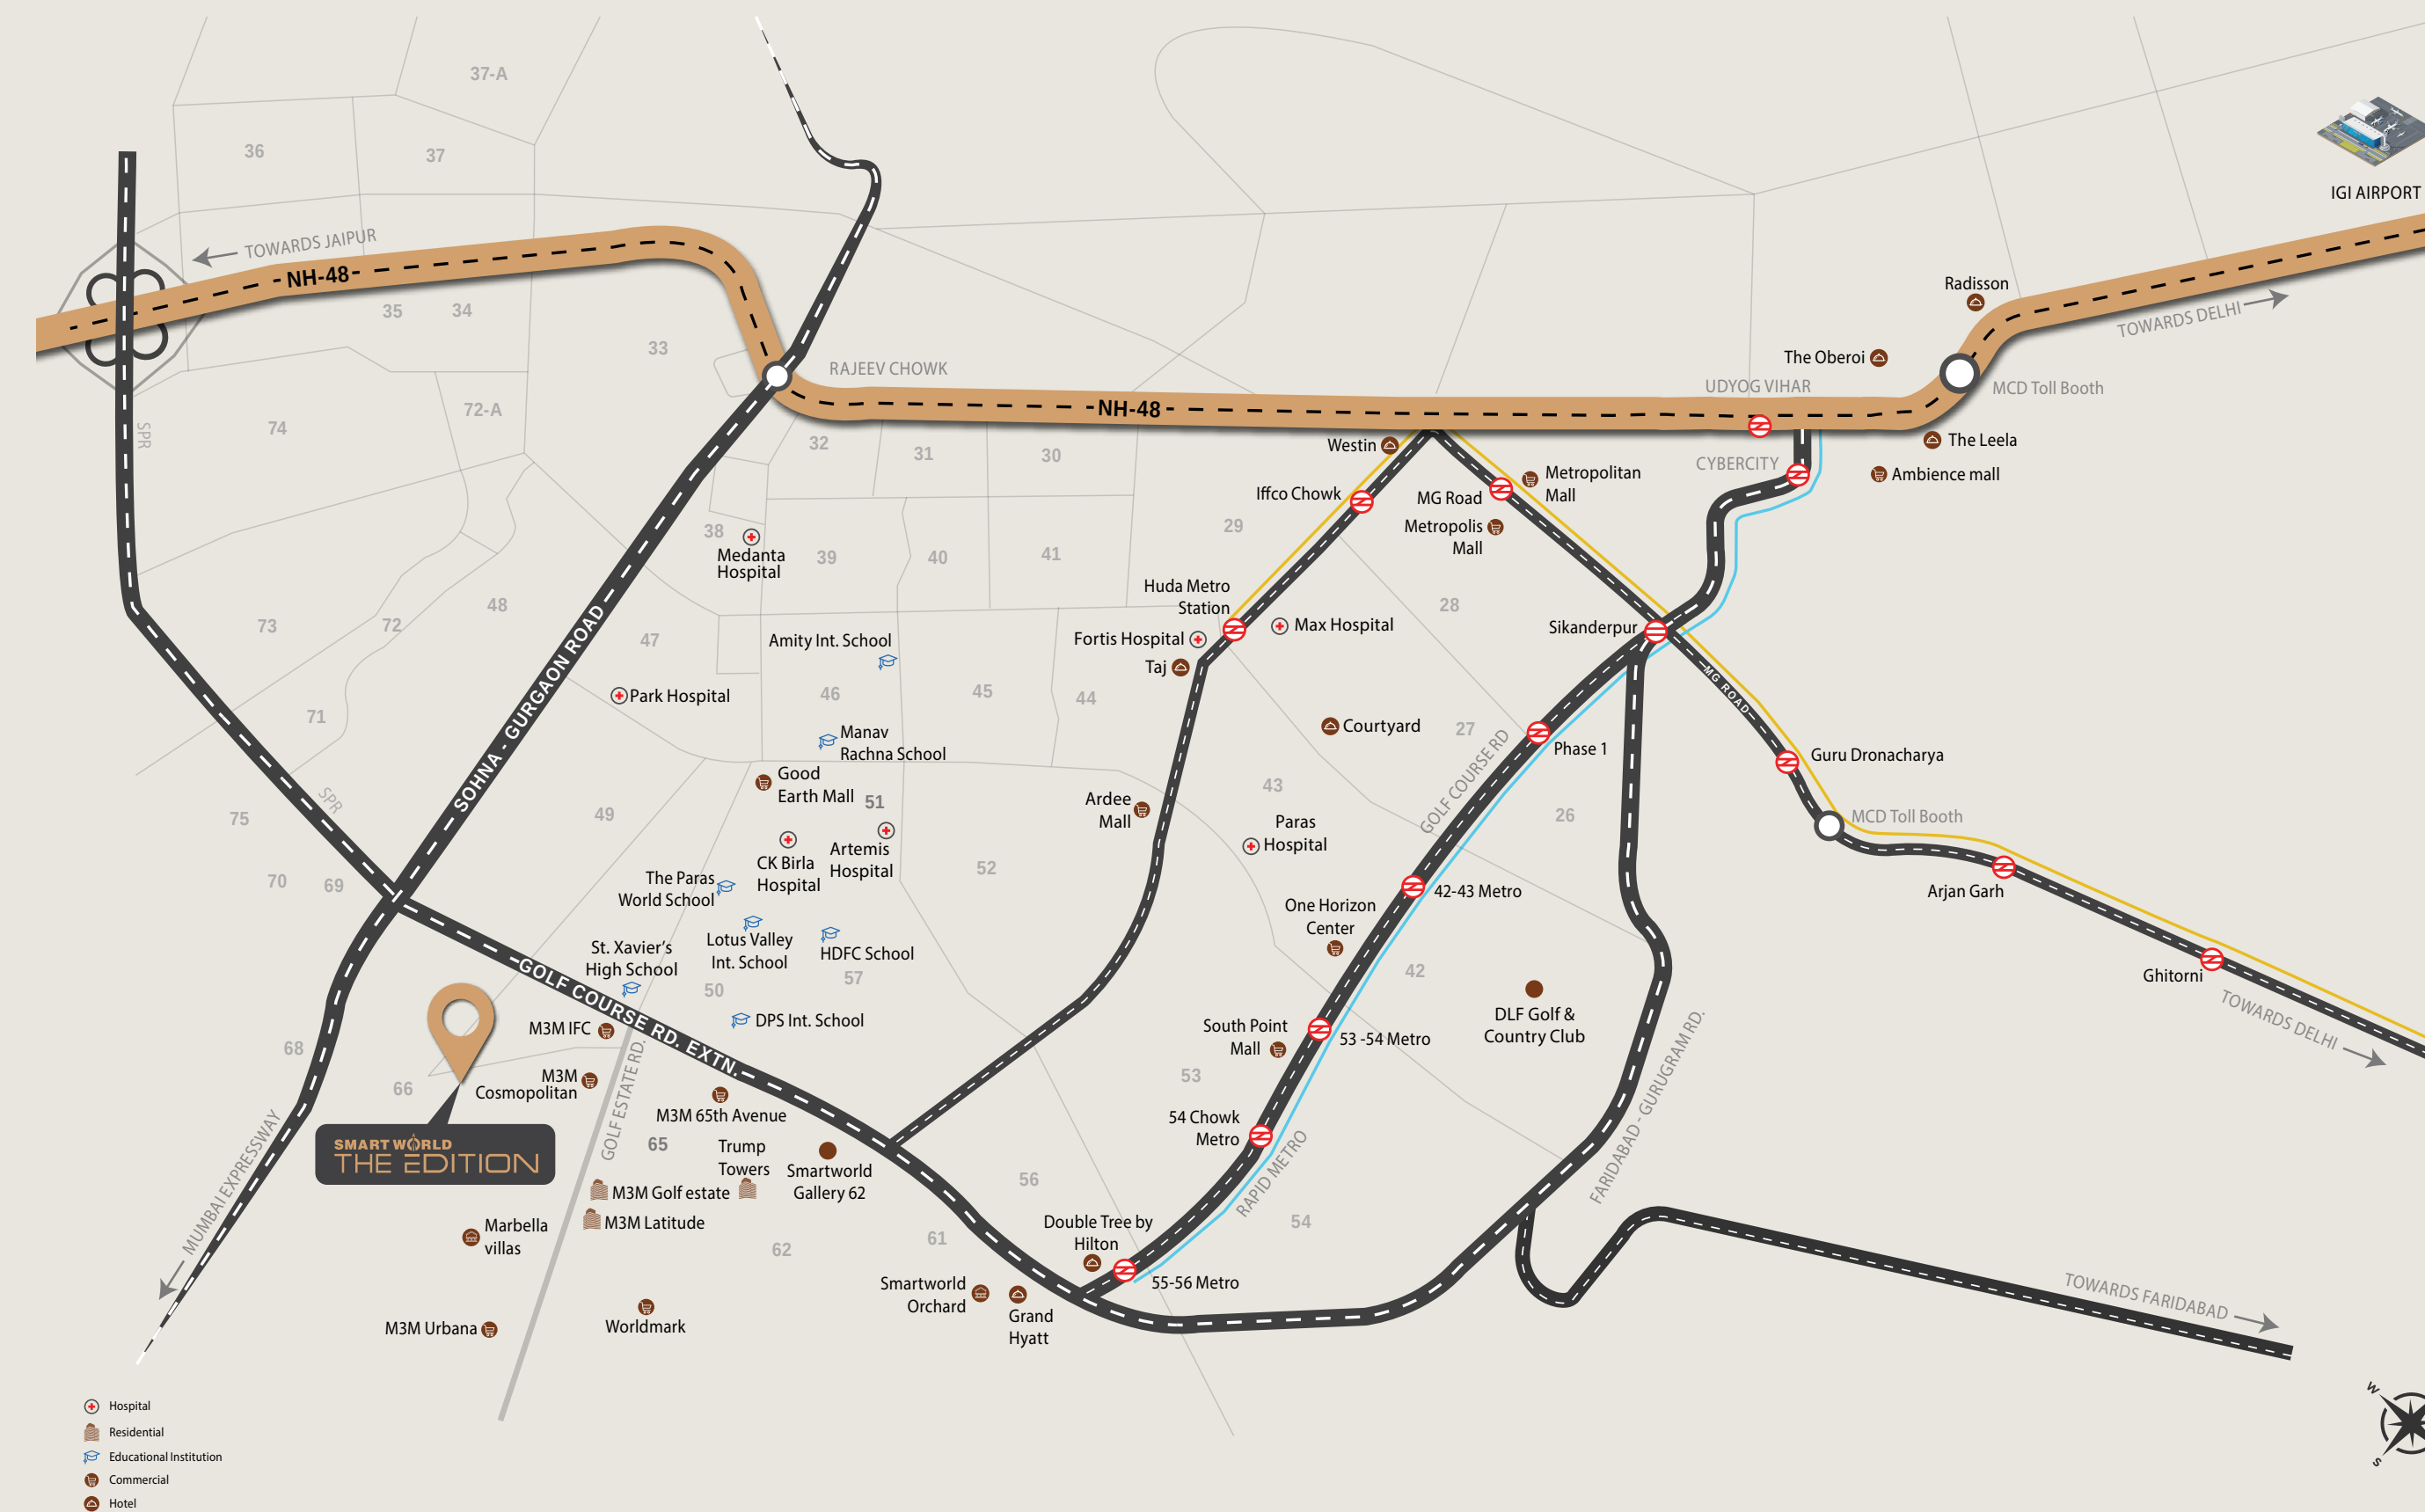 37-A
36
37
IGI AIRPORT
TOWARDS JAIPUR
NH-48
35
34
33
Radisson
TOWARDS DELHI
The Oberoi
RAJEEV CHOWK
UDYOG VIHAR
MCD Toll Booth
NH-48
72-A
74
SPR
32
31
30
Westin
The Leela
CYBERCITY
Ambience mall
Iffco Chowk
MG Road
Metropolitan
Mall
Metropolis
Mall
29
38
Medanta
Hospital
39
40
41
Huda Metro
Station
48
28
73
72
47
Amity Int. School
Fortis Hospital
Max Hospital
Sikanderpur
Taj
SOHNA - GURGAON ROAD
Park Hospital
46
45
44
MG ROAD
71
Manav
Rachna School
Courtyard
27
Phase 1
Guru Dronacharya
Good
Earth Mall
51
GOLF COURSE RD
43
Ardee
Mall
SPR
75
49
26
MCD Toll Booth
Paras
Hospital
CK Birla
Hospital
Artemis
Hospital
52
70
69
The Paras
World School
42-43 Metro
Arjan Garh
One Horizon
Center
St. Xavier's
High School
Lotus Valley
Int. School
HDFC School
57
42
Ghitorni
GOLF COURSE RD. EXTN.
50
DPS Int. School
M3M IFC
DLF Golf &
Country Club
TOWARDS DELHI
South Point
Mall
53 -54 Metro
68
66
M3M
Cosmopolitan
53
GOLF ESTATE RD.
M3M 65th Avenue
54 Chowk
Metro
FARIDABAD - GURUGRAM RD.
SMART WORLD
THE EDITION
65
Trump
Towers
Smartworld
Gallery 62
RAPID METRO
MUMBAI EXPRESSWAY
M3M Golf estate
56
M3M Latitude
Marbella
villas
62
61
Double Tree by
Hilton
54
55-56 Metro
Smartworld
Orchard
Grand
Hyatt
TOWARDS FARIDABAD
M3M Urbana
Worldmark
W
S
Hospital
Residential
Educational Institution
Commercial
Hotel